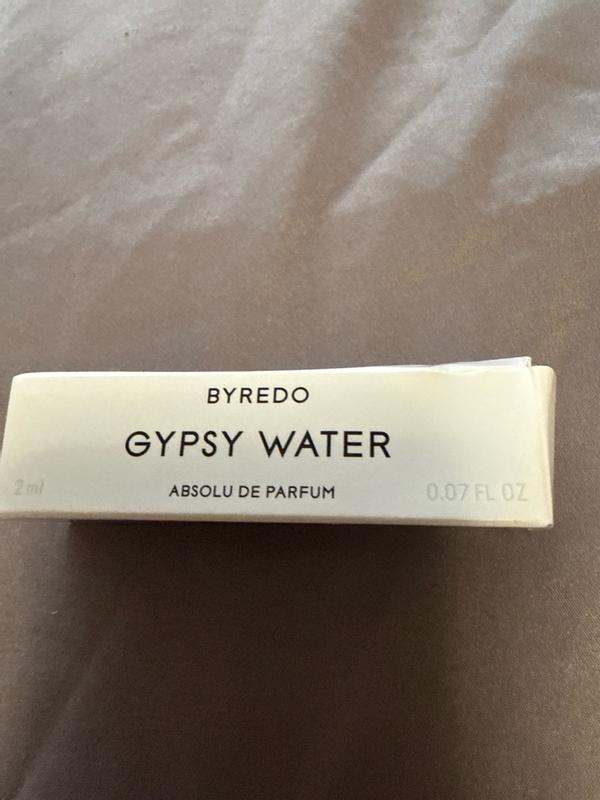 BYREDO
GYPSY WATER
2ml ABSOLU DE PARFUM 0.07 FL OZ